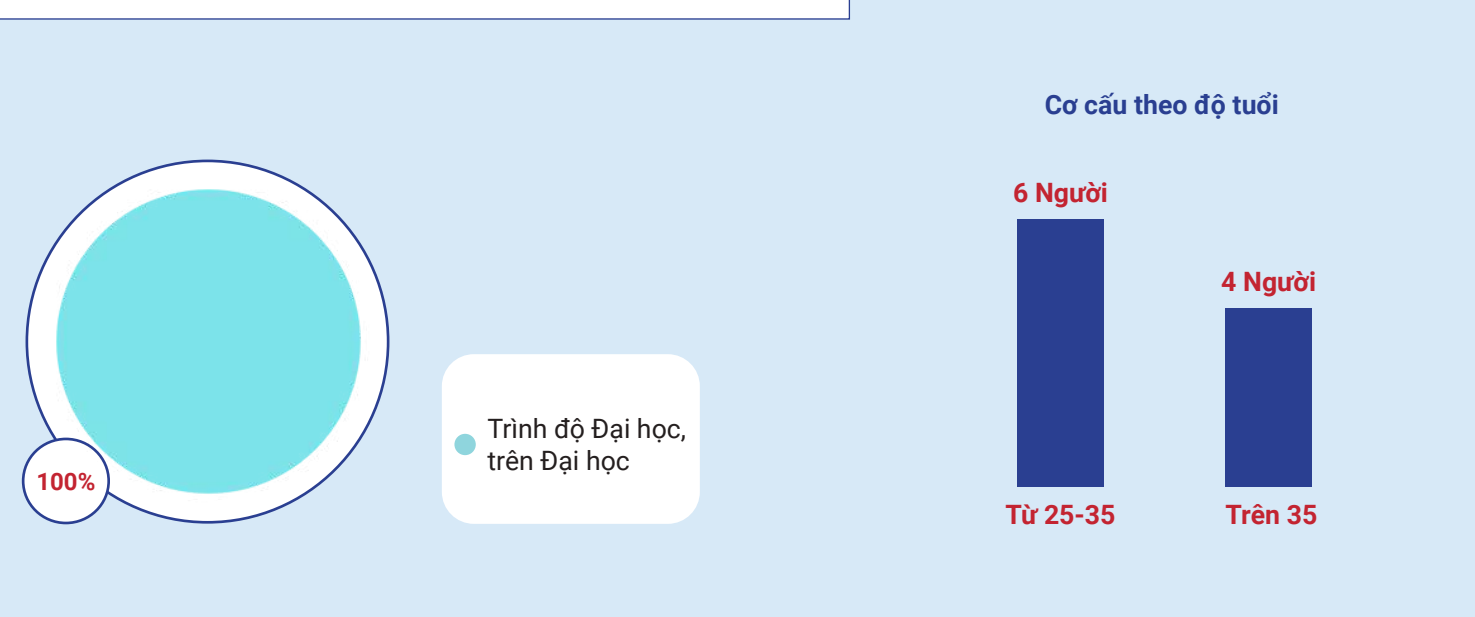 100%
Trình độ Đại học,
trên Đại học
Cơ cấu theo độ tuổi
6 Người
4 Người
Từ 25-35
Trên 35